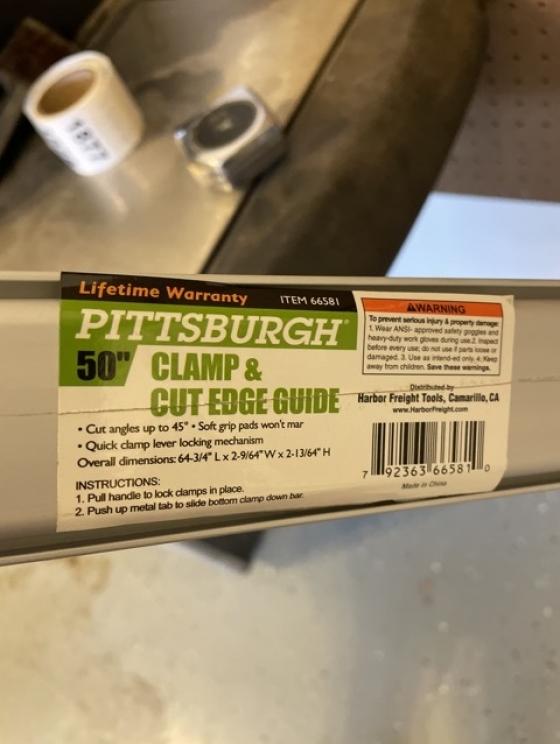 1877
Lifetime Warranty
ITEM 66581
PITTSBURGH®
50" CLAMP &
CUT EDGE GUIDE
• Cut angles up to 45° • Soft grip pads won't mar
• Quick clamp lever locking mechanism
Overall dimensions: 64-3/4" L x 2-9/64" W x 2-13/64" H
INSTRUCTIONS:
1. Pull handle to lock clamps in place.
2. Push up metal tab to slide bottom clamp down bar.
WARNING
To prevent serious injury & property damage:
1. Wear ANSI- approved safety goggles and
heavy-duty work gloves during use.2. Inspect
before every use; do not use if parts loose or
damaged. 3. Use as intend-ed only. 4. Keep
away from children. Save these warnings.
Distributed by
Harbor Freight Tools, Camarillo, CA
www.HarborFreight.com
7 92363 66581 0
Made in China